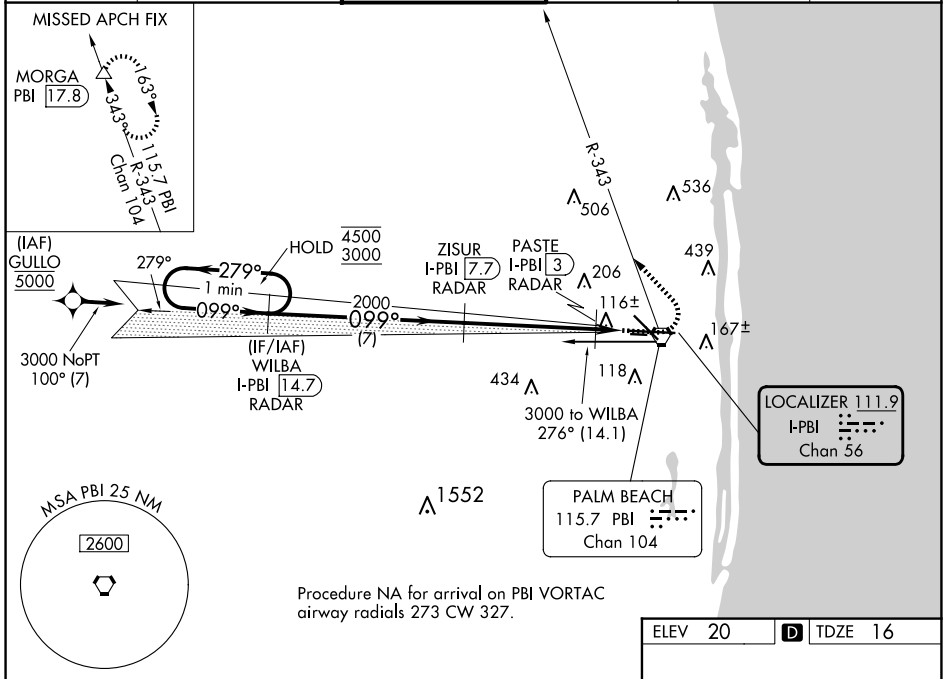 MISSED APCH FIX
MORGA
PBI 17.8
163°
343°
115.7 PBI
R-343
Chan 104
R-343
536
506
(IAF)
GULLO
5000
279°
279°
1 min
099°
HOLD
4500
3000
ZISUR
I-PBI 7.7
RADAR
PASTE
I-PBI 3
RADAR
206
439
116±
2000
099°
(7)
167±
3000 NoPT
100° (7)
(IF/IAF)
WILBA
I-PBI 14.7
RADAR
434
118
3000 to WILBA
276° (14.1)
LOCALIZER 111.9
I-PBI
Chan 56
1552
PALM BEACH
115.7 PBI
Chan 104
MSA PBI 25 NM
2600
Procedure NA for arrival on PBI VORTAC
airway radials 273 CW 327.
ELEV 20 D TDZE 16